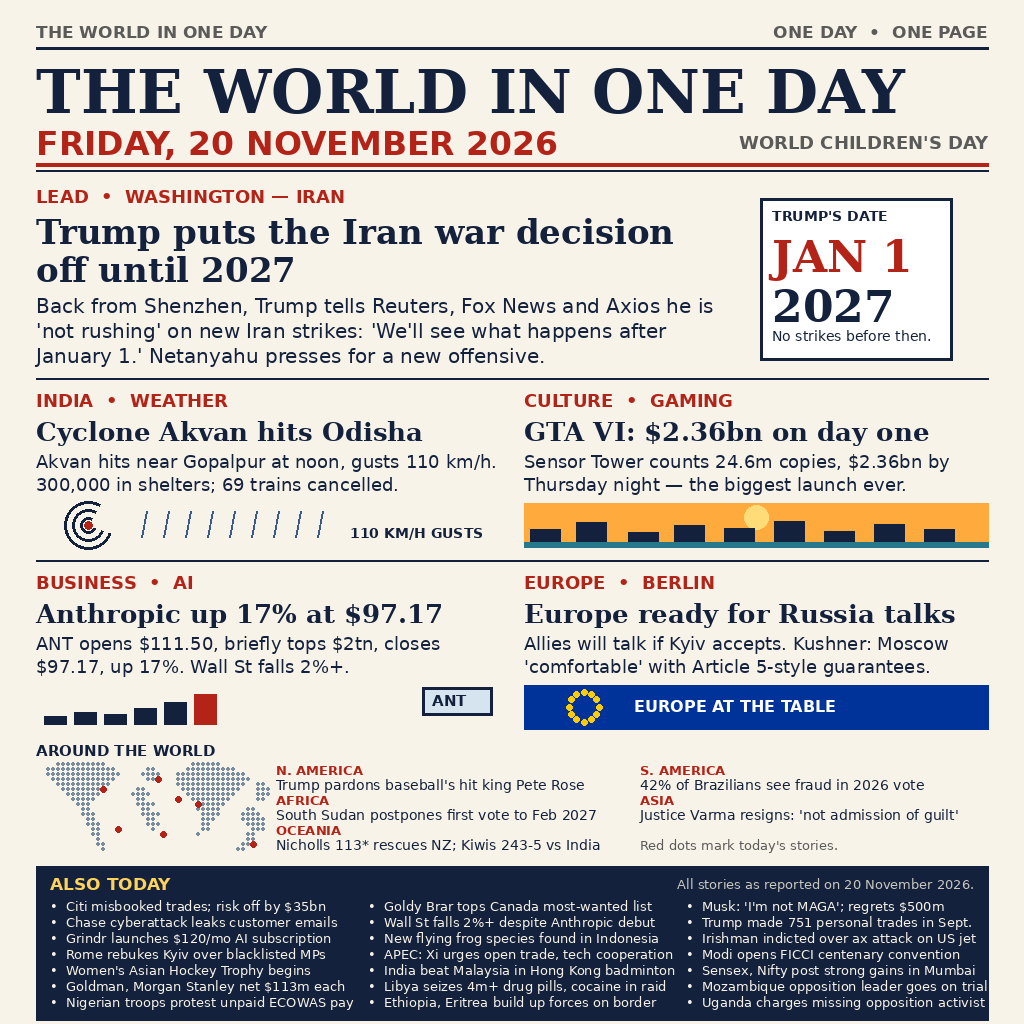 THE WORLD IN ONE DAY
ONE DAY • ONE PAGE
THE WORLD IN ONE DAY
FRIDAY, 20 NOVEMBER 2026
WORLD CHILDREN'S DAY
LEAD • WASHINGTON — IRAN
Trump puts the Iran war decision
off until 2027
Back from Shenzhen, Trump tells Reuters, Fox News and Axios he is
'not rushing' on new Iran strikes: 'We'll see what happens after
January 1.' Netanyahu presses for a new offensive.
TRUMP'S DATE
JAN 1
2027
No strikes before then.
INDIA • WEATHER
Cyclone Akvan hits Odisha
Akvan hits near Gopalpur at noon, gusts 110 km/h.
300,000 in shelters; 69 trains cancelled.
110 KM/H GUSTS
CULTURE • GAMING
GTA VI: $2.36bn on day one
Sensor Tower counts 24.6m copies, $2.36bn by
Thursday night — the biggest launch ever.
BUSINESS • AI
Anthropic up 17% at $97.17
ANT opens $111.50, briefly tops $2tn, closes
$97.17, up 17%. Wall St falls 2%+.
ANT
EUROPE • BERLIN
Europe ready for Russia talks
Allies will talk if Kyiv accepts. Kushner: Moscow
'comfortable' with Article 5-style guarantees.
EUROPE AT THE TABLE
AROUND THE WORLD
N. AMERICA
Trump pardons baseball's hit king Pete Rose
AFRICA
South Sudan postpones first vote to Feb 2027
OCEANIA
Nicholls 113* rescues NZ; Kiwis 243-5 vs India
S. AMERICA
42% of Brazilians see fraud in 2026 vote
ASIA
Justice Varma resigns: 'not admission of guilt'
Red dots mark today's stories.
ALSO TODAY
All stories as reported on 20 November 2026.
• Citi misbooked trades; risk off by $35bn
• Chase cyberattack leaks customer emails
• Grindr launches $120/mo AI subscription
• Rome rebukes Kyiv over blacklisted MPs
• Women's Asian Hockey Trophy begins
• Goldman, Morgan Stanley net $113m each
• Nigerian troops protest unpaid ECOWAS pay
• Goldy Brar tops Canada most-wanted list
• Wall St falls 2%+ despite Anthropic debut
• New flying frog species found in Indonesia
• APEC: Xi urges open trade, tech cooperation
• India beat Malaysia in Hong Kong badminton
• Libya seizes 4m+ drug pills, cocaine in raid
• Ethiopia, Eritrea build up forces on border
• Musk: 'I'm not MAGA'; regrets $500m
• Trump made 751 personal trades in Sept.
• Irishman indicted over ax attack on US jet
• Modi opens FICCI centenary convention
• Sensex, Nifty post strong gains in Mumbai
• Mozambique opposition leader goes on trial
• Uganda charges missing opposition activist